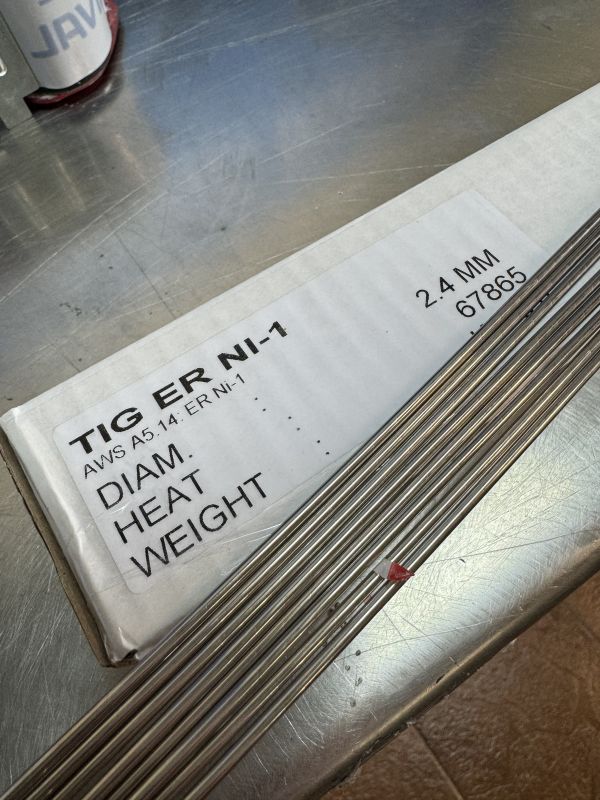 TIG ER NI-1
AWS A5.14: ER Ni-1
DIAM. : 2.4 MM
HEAT : 67865
WEIGHT :